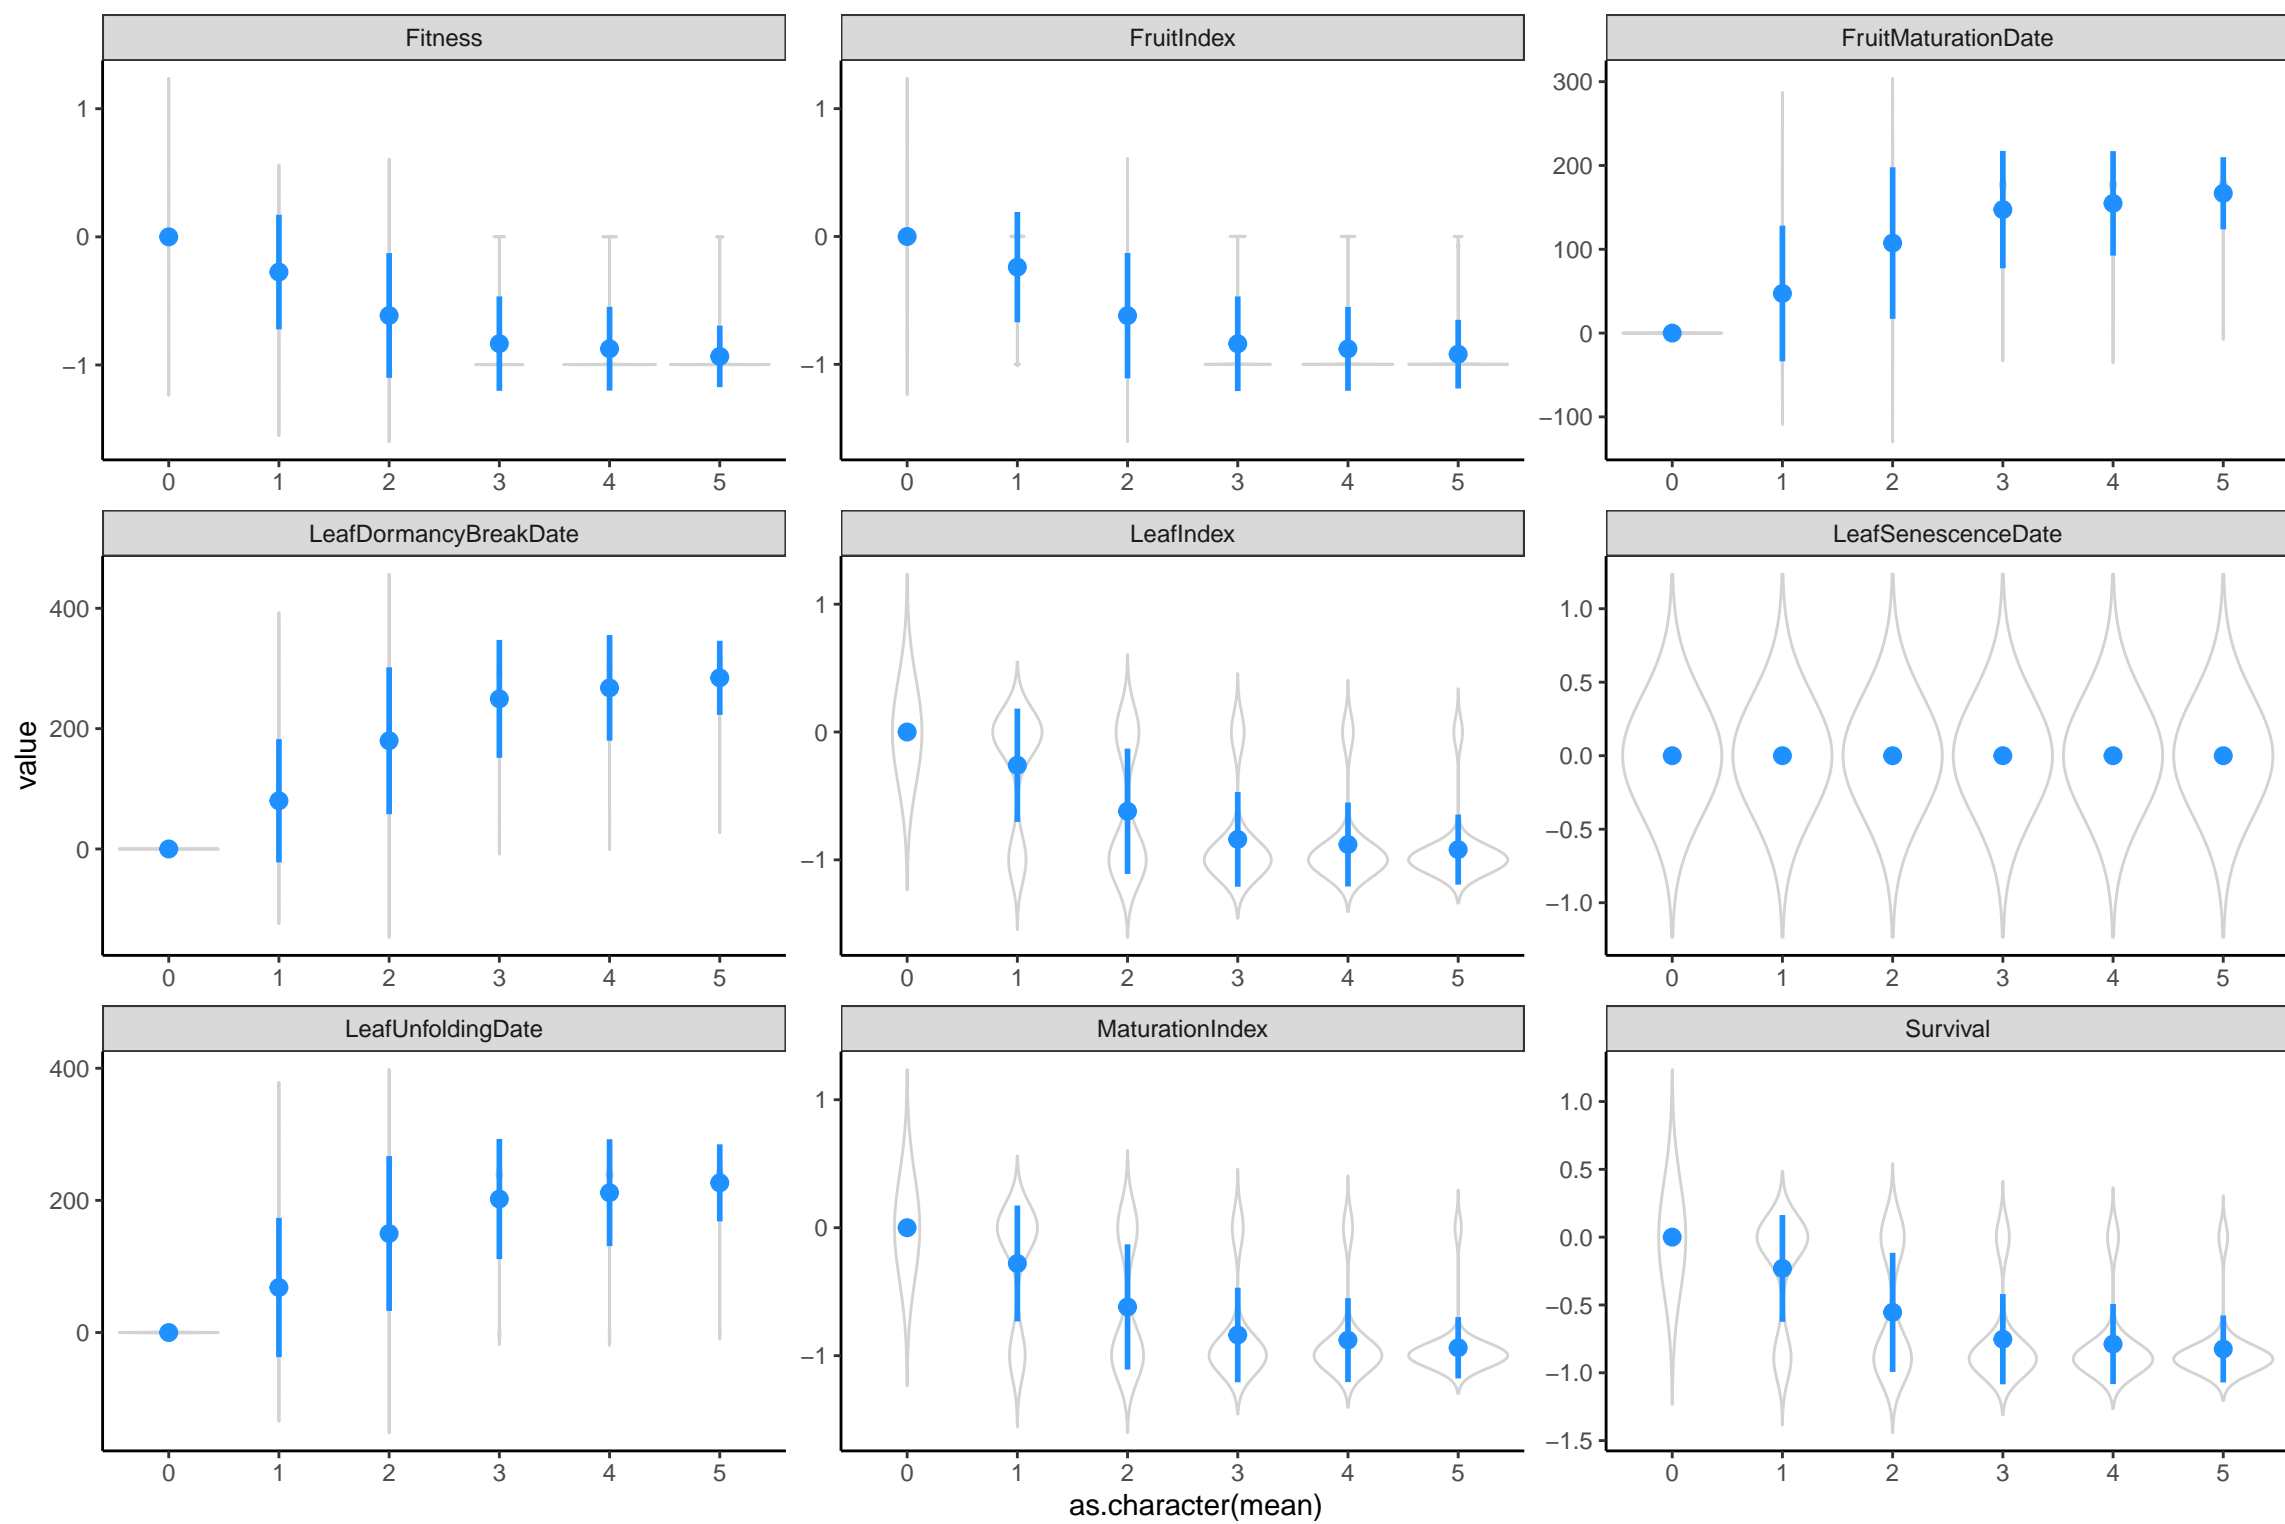 Fitness
FruitIndex
FruitMaturationDate
1
0
−1
0 1 2 3 4 5
1
0
−1
0 1 2 3 4 5
300
200
100
0
−100
0 1 2 3 4 5
LeafDormancyBreakDate
LeafIndex
LeafSenescenceDate
400
200
0
0 1 2 3 4 5
1
0
−1
0 1 2 3 4 5
1.0
0.5
0.0
−0.5
−1.0
0 1 2 3 4 5
LeafUnfoldingDate
MaturationIndex
Survival
400
200
0
0 1 2 3 4 5
1
0
−1
0 1 2 3 4 5
1.0
0.5
0.0
−0.5
−1.0
−1.5
0 1 2 3 4 5
value
as.character(mean)